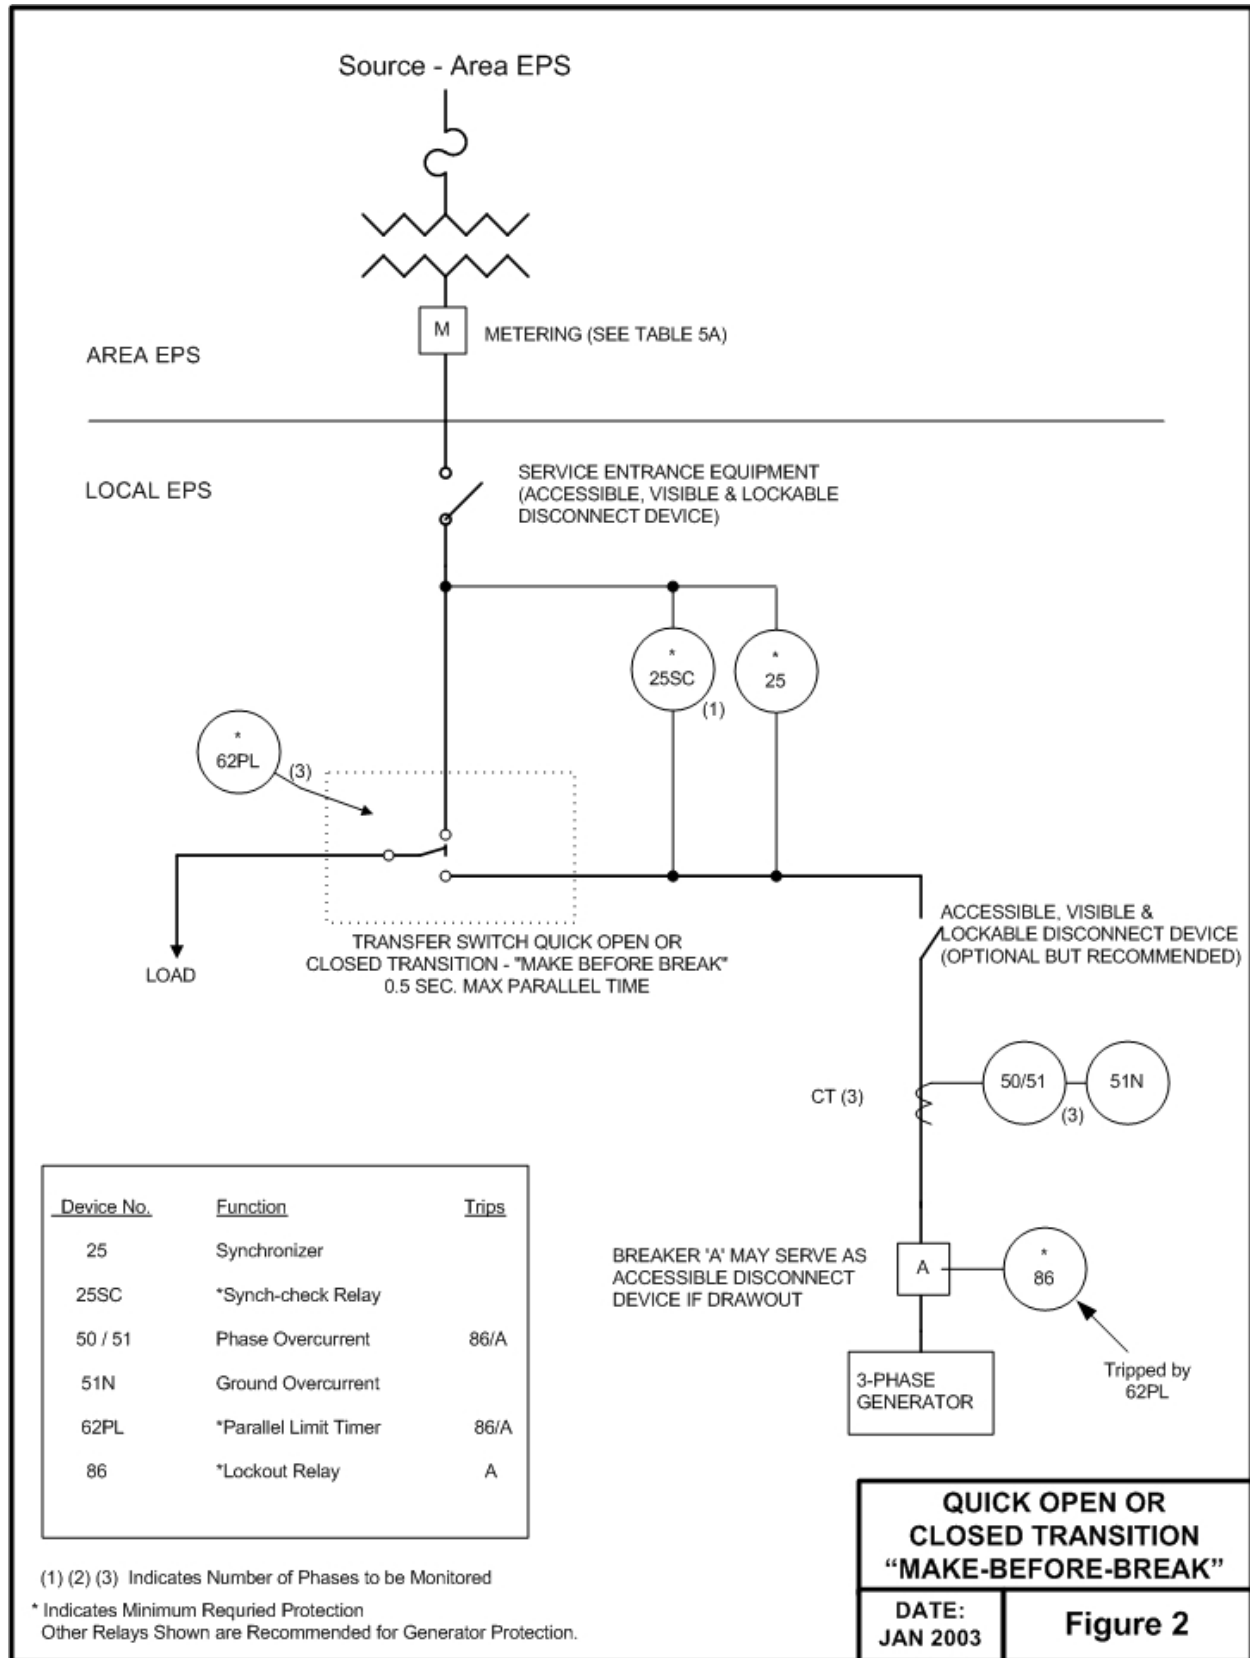 Source - Area EPS
M
METERING (SEE TABLE 5A)
AREA EPS
LOCAL EPS
SERVICE ENTRANCE EQUIPMENT
(ACCESSIBLE, VISIBLE & LOCKABLE
DISCONNECT DEVICE)
*
25SC
(1)
*
25
*
62PL
(3)
LOAD
TRANSFER SWITCH QUICK OPEN OR
CLOSED TRANSITION - "MAKE BEFORE BREAK"
0.5 SEC. MAX PARALLEL TIME
ACCESSIBLE, VISIBLE &
LOCKABLE DISCONNECT DEVICE
(OPTIONAL BUT RECOMMENDED)
CT (3)
50/51
(3)
51N
BREAKER 'A' MAY SERVE AS
ACCESSIBLE DISCONNECT
DEVICE IF DRAWOUT
A
*
86
Tripped by
62PL
3-PHASE
GENERATOR
Device No. Function Trips
25 Synchronizer
25SC *Synch-check Relay
50 / 51 Phase Overcurrent 86/A
51N Ground Overcurrent
62PL *Parallel Limit Timer 86/A
86 *Lockout Relay A
(1) (2) (3) Indicates Number of Phases to be Monitored
* Indicates Minimum Requried Protection
Other Relays Shown are Recommended for Generator Protection.
QUICK OPEN OR
CLOSED TRANSITION
“MAKE-BEFORE-BREAK”
DATE:
JAN 2003
Figure 2